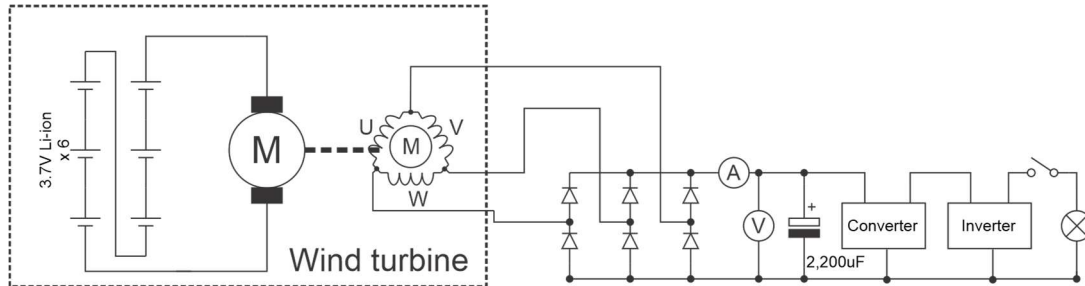 3.7V Li-ion
x 6
M
U
V
M
W
Wind turbine
A
V
+
2,200uF
Converter
Inverter